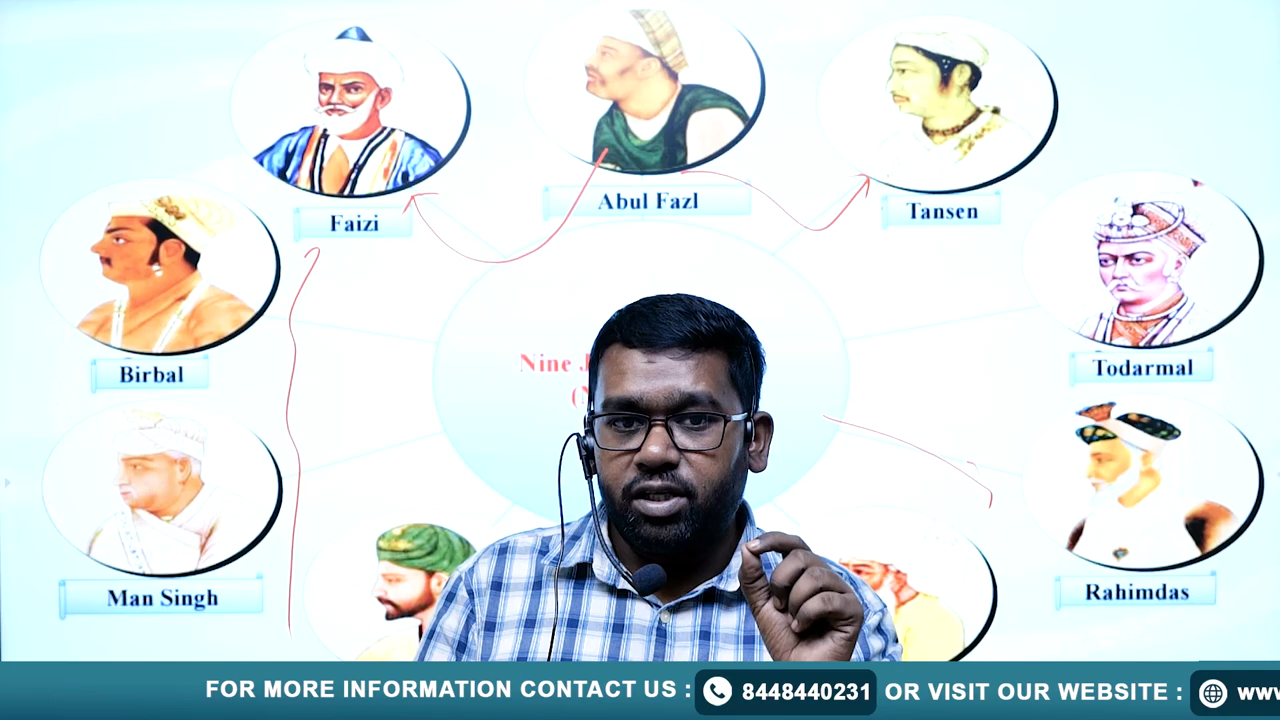 Faizi
Abul Fazl
Tansen
Birbal
Todarmal
Nine
Man Singh
Rahimdas
FOR MORE INFORMATION CONTACT US : 8448440231 OR VISIT OUR WEBSITE :